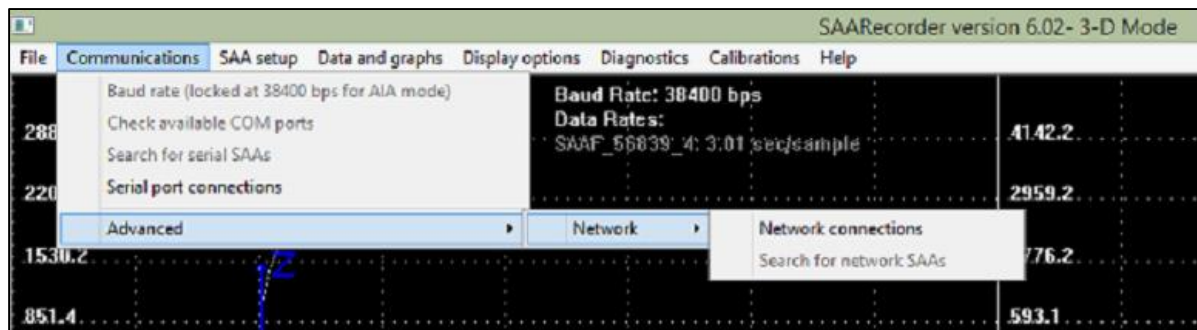 SAARecorder version 6.02- 3-D Mode
File Communications SAA setup Data and graphs Display options Diagnostics Calibrations Help
Baud rate (locked at 38400 bps for AIA mode)
Check available COM ports
Search for serial SAAs
Serial port connections
Advanced
Network
Network connections
Search for network SAAs
Baud Rate: 38400 bps
Data Rates:
SAAF_56839_4: 3.01 sec/sample
288
220
1530.2
851.4
Z
4142.2
2959.2
776.2
593.1